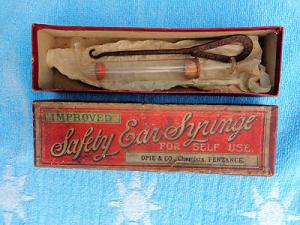 IMPROVED
Safety Ear Syringe
FOR SELF USE.
OPIE & CO., Chemists, PENZANCE.